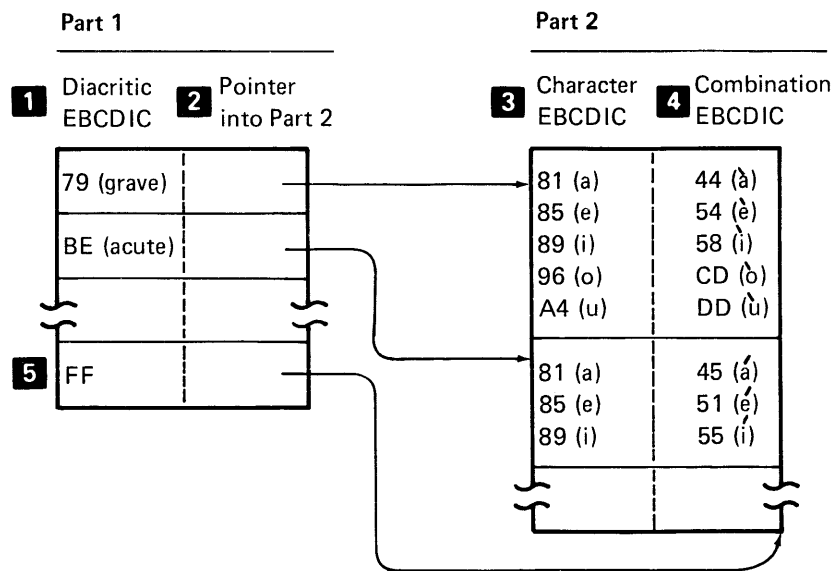 Part 1
Part 2
1 Diacritic EBCDIC
2 Pointer into Part 2
3 Character EBCDIC
4 Combination EBCDIC
79 (grave)
BE (acute)
5 FF
81 (a) 44 (à)
85 (e) 54 (è)
89 (i) 58 (ì)
96 (o) CD (ò)
A4 (u) DD (ù)
81 (a) 45 (á)
85 (e) 51 (é)
89 (i) 55 (í)